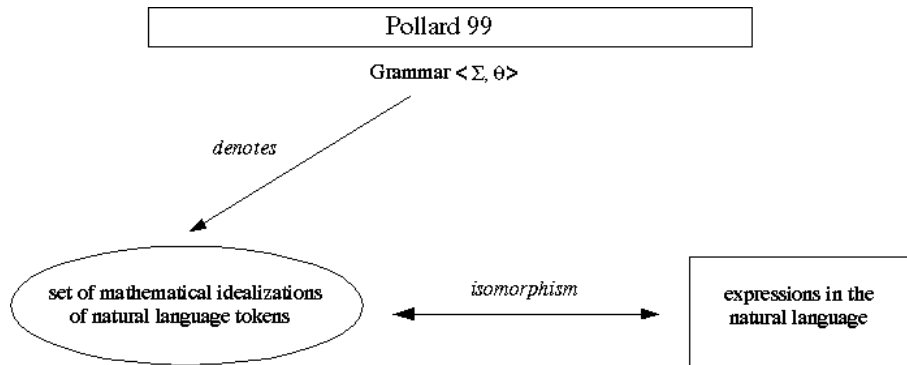 Pollard 99
Grammar < Σ, θ>
denotes
set of mathematical idealizations
of natural language tokens
isomorphism
expressions in the
natural language